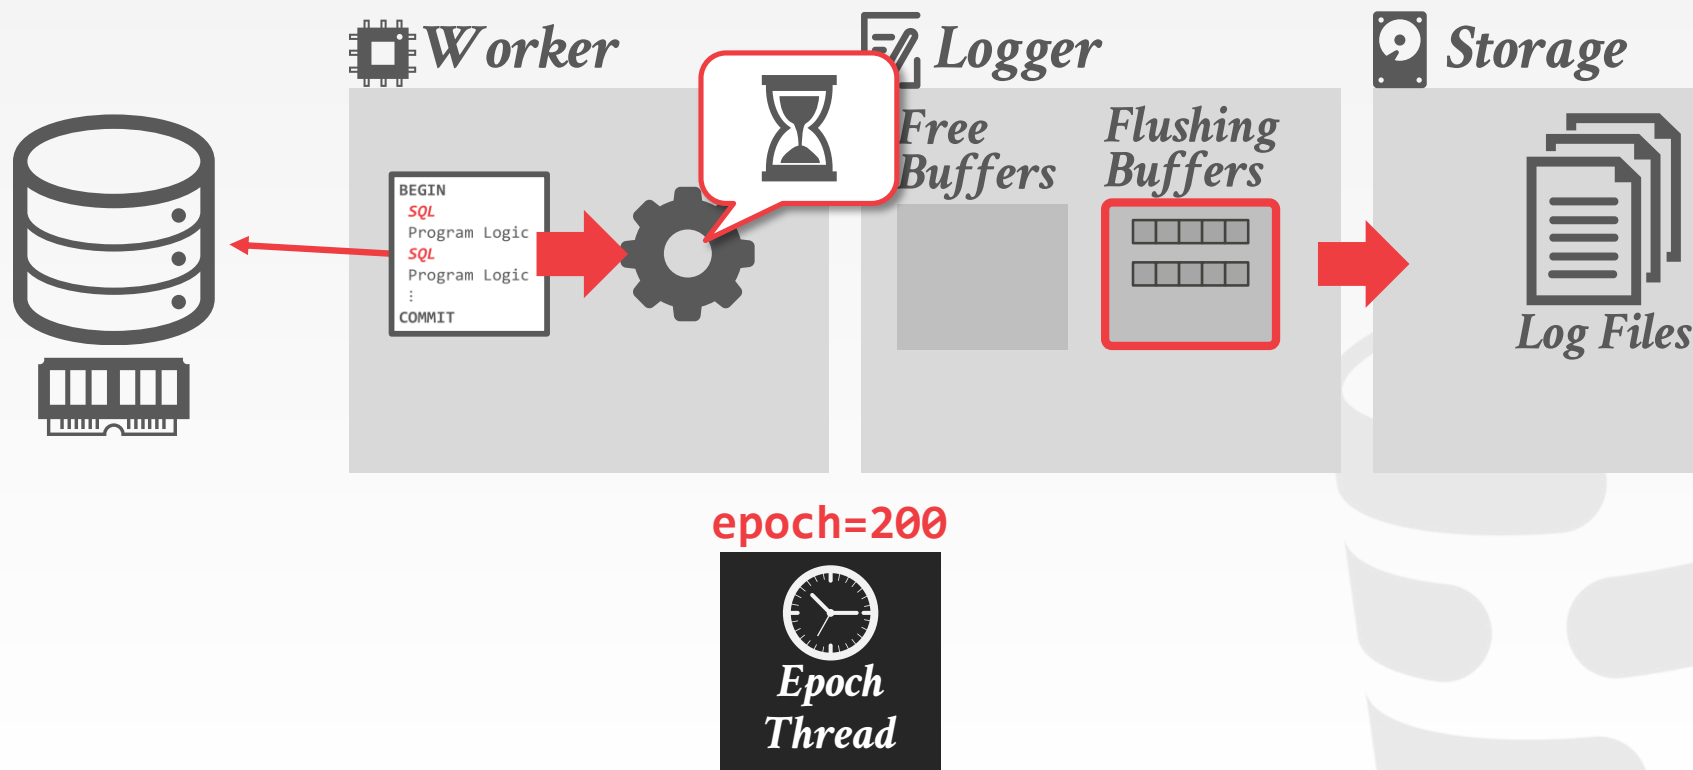 Worker
Logger
Storage
Free
Buffers
Flushing
Buffers
BEGIN
SQL
Program Logic
SQL
Program Logic
⋮
COMMIT
Log Files
epoch=200
Epoch
Thread